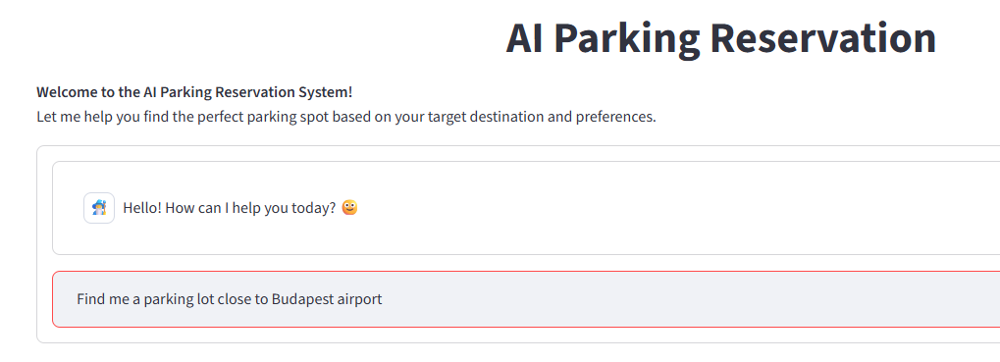 AI Parking Reservation
Welcome to the AI Parking Reservation System!
Let me help you find the perfect parking spot based on your target destination and preferences.
Hello! How can I help you today?
Find me a parking lot close to Budapest airport